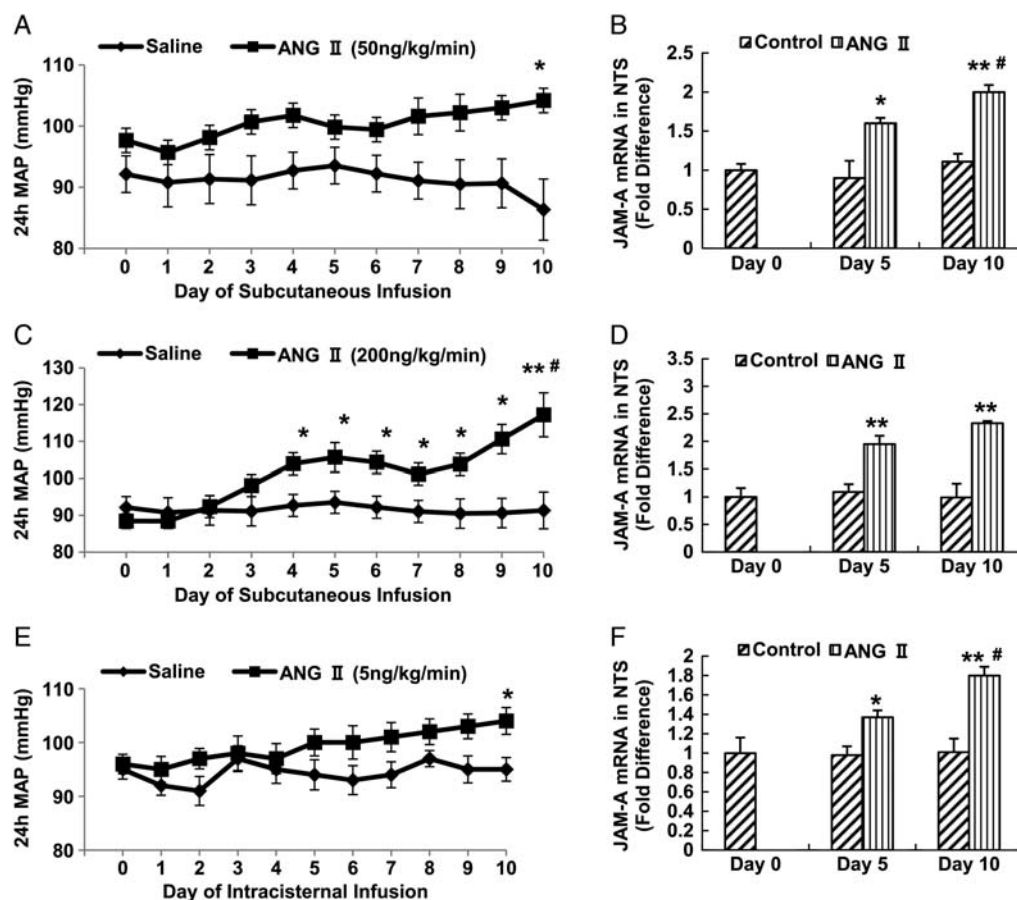 A
Saline ANG Ⅱ (50ng/kg/min)
24h MAP (mmHg)
120
100
90
80
*
0 1 2 3 4 5 6 7 8 9 10
Day of Subcutaneous Infusion
B
Control ANG Ⅱ
JAM-A mRNA in NTS
(Fold Difference)
2.5
2
1.5
1
0.5
0
* ** #
Day 0 Day 5 Day 10
C
Saline ANG Ⅱ (200ng/kg/min)
24h MAP (mmHg)
130
120
110
100
90
80
* * * * * * ** #
0 1 2 3 4 5 6 7 8 9 10
Day of Subcutaneous Infusion
D
Control ANG Ⅱ
JAM-A mRNA in NTS
(Fold Difference)
3.5
3
2.5
2
1.5
1
0.5
0
** **
Day 0 Day 5 Day 10
E
Saline ANG Ⅱ (5ng/kg/min)
24h MAP (mmHg)
110
100
90
80
*
0 1 2 3 4 5 6 7 8 9 10
Day of Intracisternal Infusion
F
Control ANG Ⅱ
JAM-A mRNA in NTS
(Fold Difference)
2
1.8
1.6
1.4
1.2
1
0.8
0.6
0.4
0.2
0
* ** #
Day 0 Day 5 Day 10